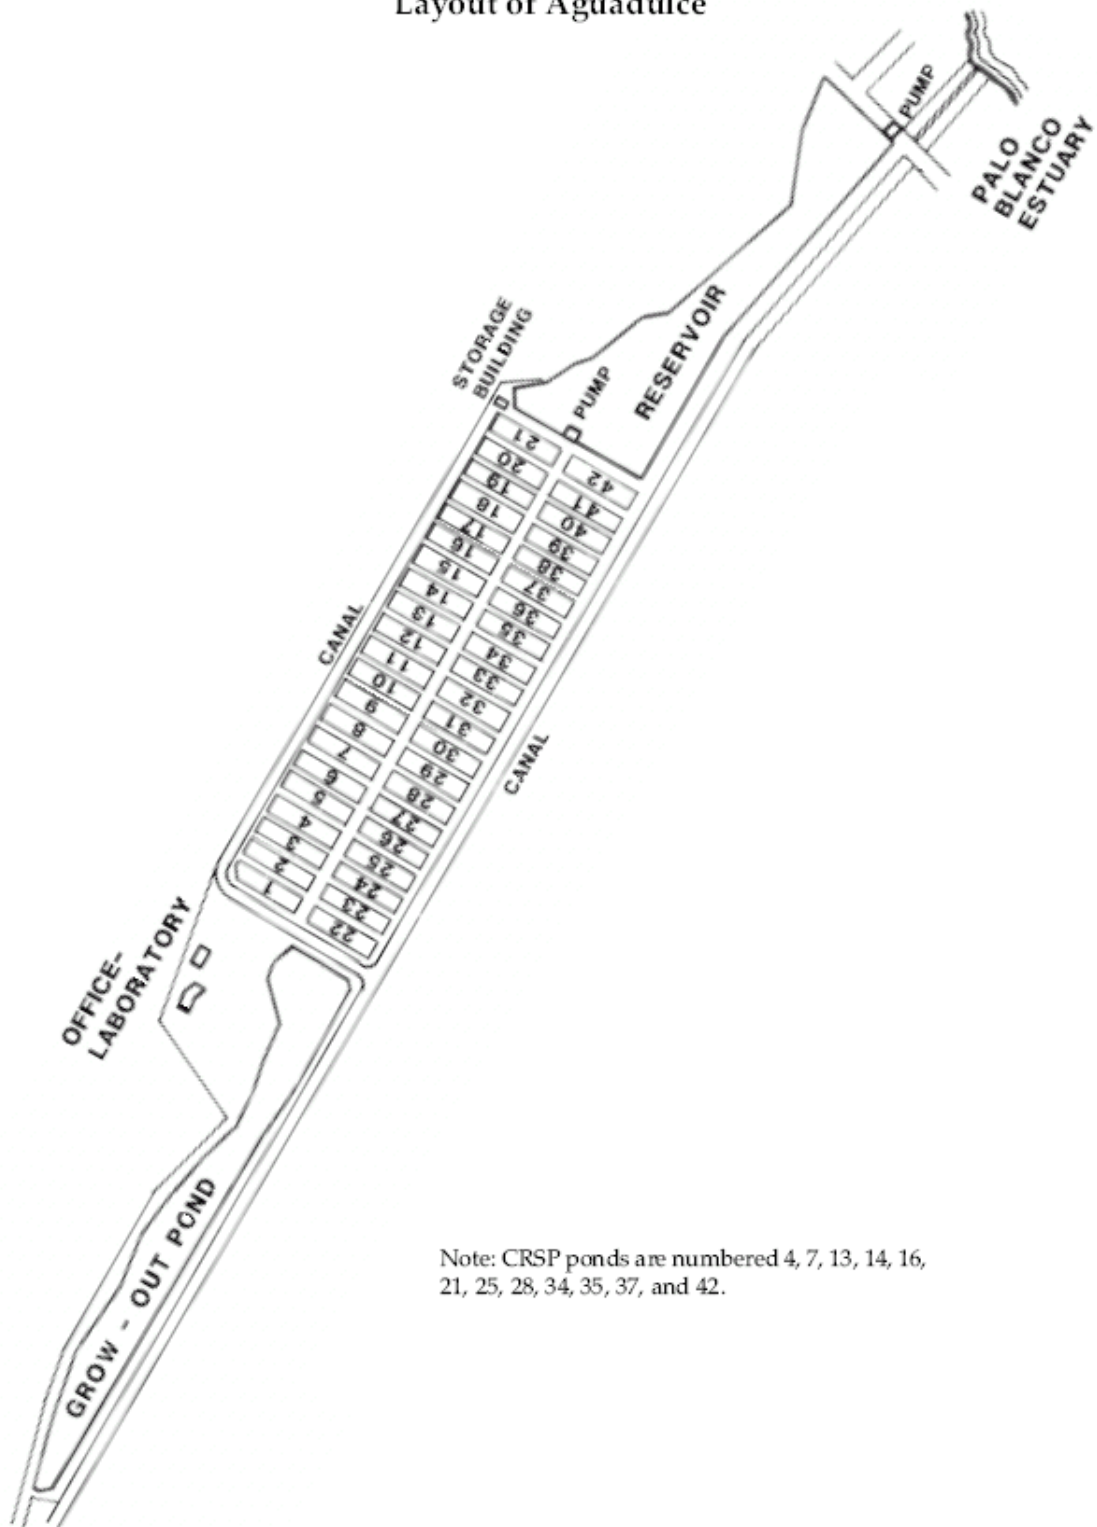 Layout of Aguadulce
PUMP
PALO
BLANCO
ESTUARY
RESERVOIR
STORAGE
BUILDING
PUMP
21
20
19
18
17
16
15
14
13
12
11
10
9
8
7
6
5
4
3
2
1
42
41
40
39
38
37
36
35
34
33
32
31
30
29
28
27
26
25
24
23
22
CANAL
CANAL
OFFICE-
LABORATORY
GROW - OUT POND
Note: CRSP ponds are numbered 4, 7, 13, 14, 16,
21, 25, 28, 34, 35, 37, and 42.